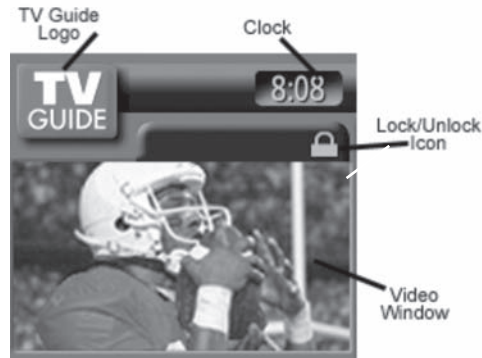 TV Guide
Logo
Clock
8:08
TV
GUIDE
Lock/Unlock
Icon
Video
Window